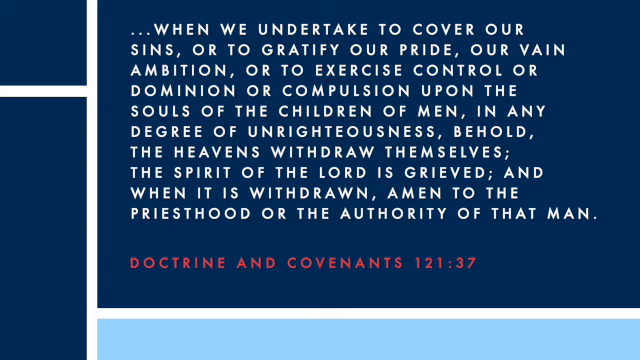 ...WHEN WE UNDERTAKE TO COVER OUR
SINS, OR TO GRATIFY OUR PRIDE, OUR VAIN
AMBITION, OR TO EXERCISE CONTROL OR
DOMINION OR COMPULSION UPON THE
SOULS OF THE CHILDREN OF MEN, IN ANY
DEGREE OF UNRIGHTEOUSNESS, BEHOLD,
THE HEAVENS WITHDRAW THEMSELVES;
THE SPIRIT OF THE LORD IS GRIEVED; AND
WHEN IT IS WITHDRAWN, AMEN TO THE
PRIESTHOOD OR THE AUTHORITY OF THAT MAN.
DOCTRINE AND COVENANTS 121:37